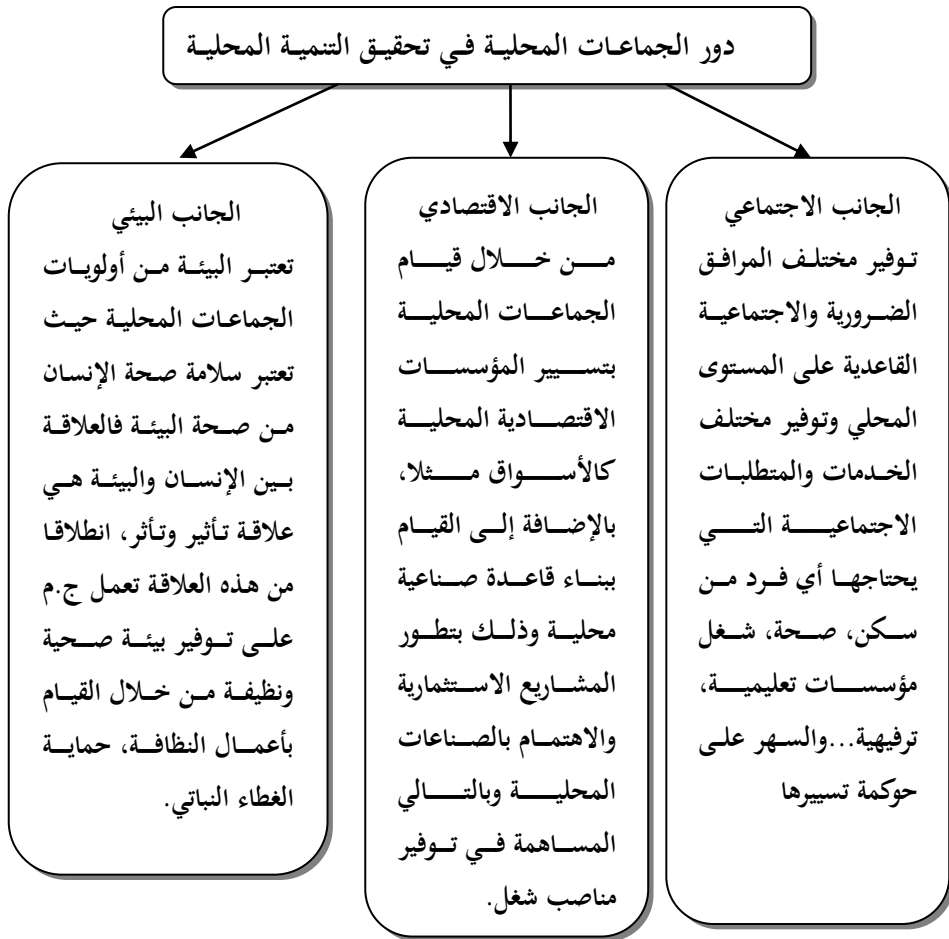 دور الجماعات المحلية في تحقيق التنمية المحلية
الجانب الاجتماعي
توفير مختلف المرافق
الضرورية والاجتماعية
القاعدية على المستوى
المحلي وتوفير مختلف
الخدمات والمتطلبات
الاجتماعية التي
يحتاجها أي فرد من
سكن، صحة، شغل
مؤسسات تعليمية،
ترفيهية...والسهر على
حوكمة تسييرها
الجانب الاقتصادي
من خلال قيام
الجماعات المحلية
بتسيير المؤسسات
الاقتصادية المحلية
كالأسواق مثلا،
بالإضافة إلى القيام
ببناء قاعدة صناعية
محلية وذلك بتطور
المشاريع الاستثمارية
والاهتمام بالصناعات
المحلية وبالتالي
المساهمة في توفير
مناصب شغل.
الجانب البيئي
تعتبر البيئة من أولويات
الجماعات المحلية حيث
تعتبر سلامة صحة الإنسان
من صحة البيئة فالعلاقة
بين الإنسان والبيئة هي
علاقة تأثير وتأثر، انطلاقا
من هذه العلاقة تعمل ج.م
على توفير بيئة صحية
ونظيفة من خلال القيام
بأعمال النظافة، حماية
الغطاء النباتي.